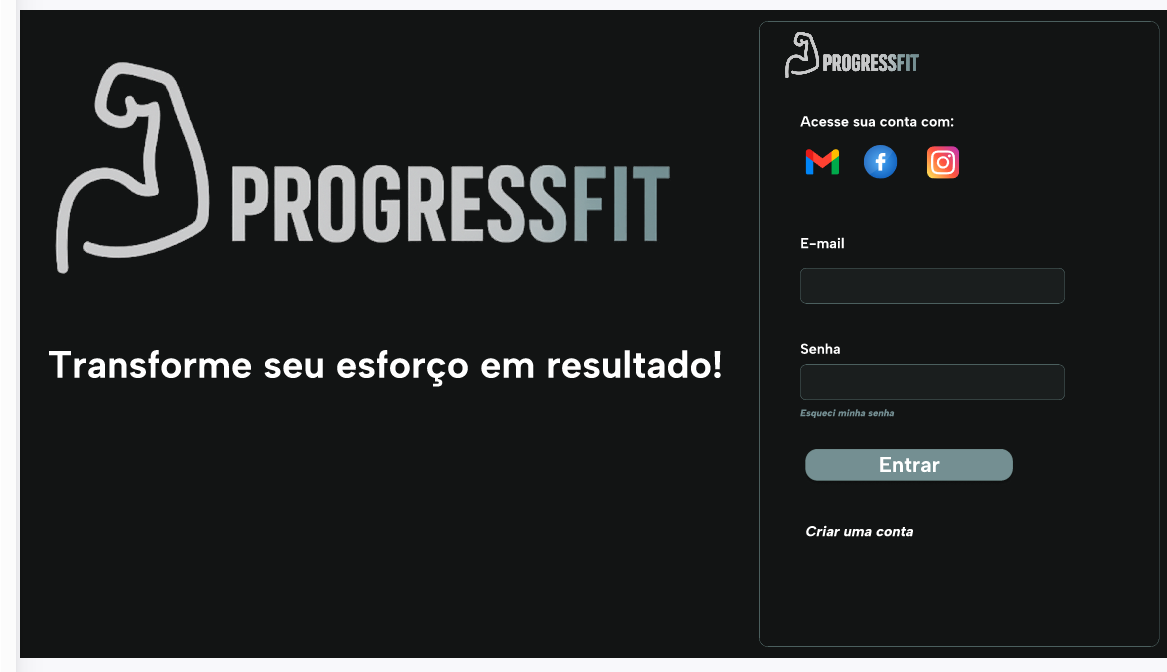 PROGRESSFIT
Transforme seu esforço em resultado!
PROGRESSFIT
Acesse sua conta com:
E-mail
Senha
Esqueci minha senha
Entrar
Criar uma conta